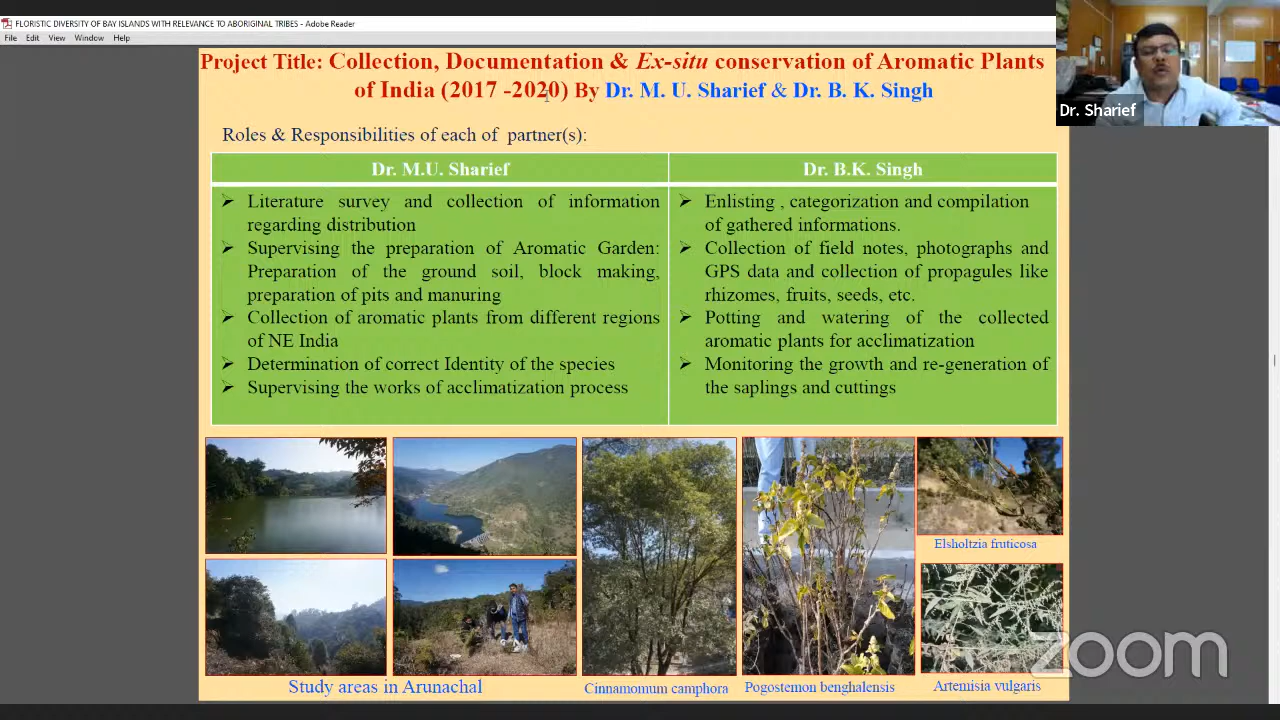 FLORISTIC DIVERSITY OF BAY ISLANDS WITH RELEVANCE TO ABORIGINAL TRIBES - Adobe Reader
File Edit View Window Help
Project Title: Collection, Documentation & Ex-situ conservation of Aromatic Plants
of India (2017 -2020) By Dr. M. U. Sharief & Dr. B. K. Singh
Dr. Sharief
Roles & Responsibilities of each of partner(s):
Dr. M.U. Sharief
➢ Literature survey and collection of information
regarding distribution
➢ Supervising the preparation of Aromatic Garden:
Preparation of the ground soil, block making,
preparation of pits and manuring
➢ Collection of aromatic plants from different regions
of NE India
➢ Determination of correct Identity of the species
➢ Supervising the works of acclimatization process
Dr. B.K. Singh
➢ Enlisting , categorization and compilation
of gathered informations.
➢ Collection of field notes, photographs and
GPS data and collection of propagules like
rhizomes, fruits, seeds, etc.
➢ Potting and watering of the collected
aromatic plants for acclimatization
➢ Monitoring the growth and re-generation of
the saplings and cuttings
Elsholtzia fruticosa
Study areas in Arunachal
Cinnamomum camphora
Pogostemon benghalensis
Artemisia vulgaris
zoom